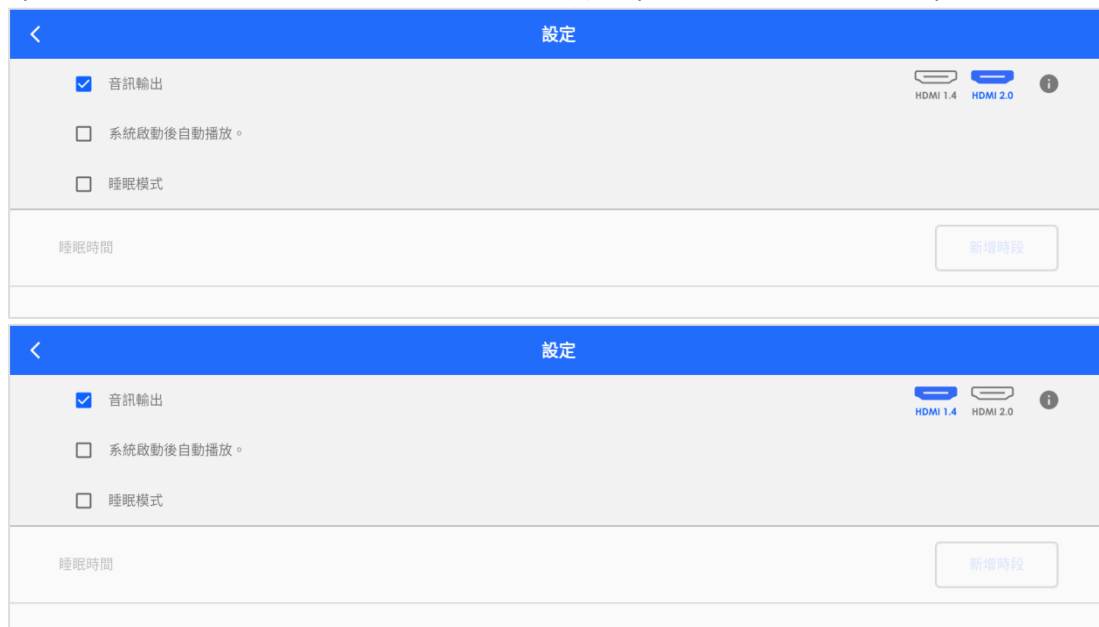 設定
音訊輸出
HDMI 1.4 HDMI 2.0
系統啟動後自動播放。
睡眠模式
睡眠時間 新增時段
設定
音訊輸出
HDMI 1.4 HDMI 2.0
系統啟動後自動播放。
睡眠模式
睡眠時間 新增時段